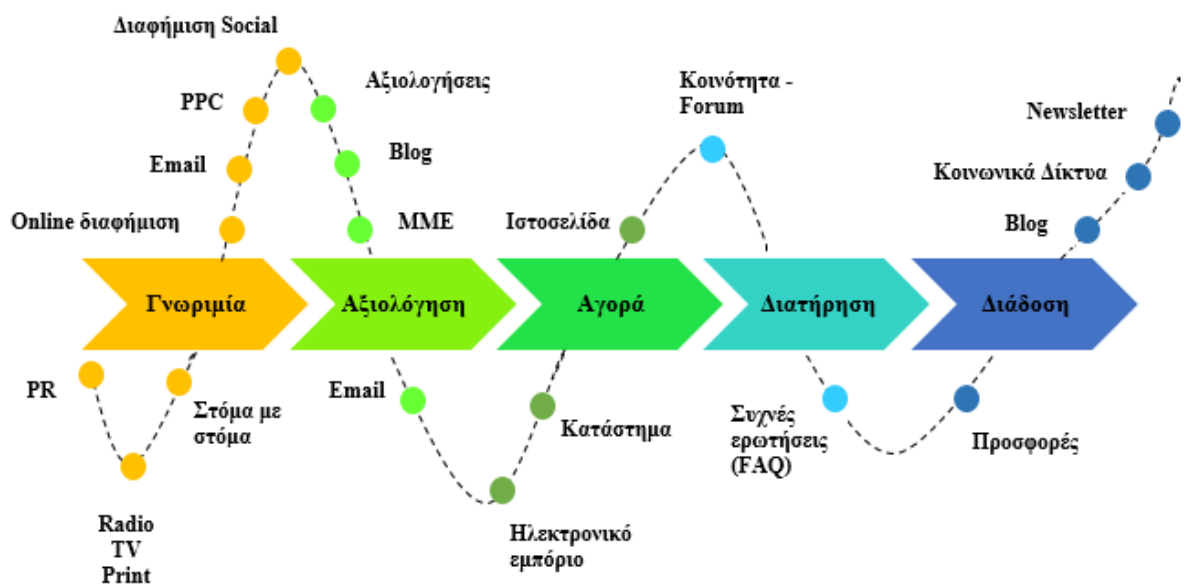 Διαφήμιση Social
PPC
Αξιολογήσεις
Κοινότητα -
Forum
Newsletter
Email
Blog
Κοινωνικά Δίκτυα
Online διαφήμιση
ΜΜΕ
Ιστοσελίδα
Blog
Γνωριμία
Αξιολόγηση
Αγορά
Διατήρηση
Διάδοση
PR
Στόμα με
στόμα
Email
Κατάστημα
Συχνές
ερωτήσεις
(FAQ)
Προσφορές
Radio
TV
Print
Ηλεκτρονικό
εμπόριο